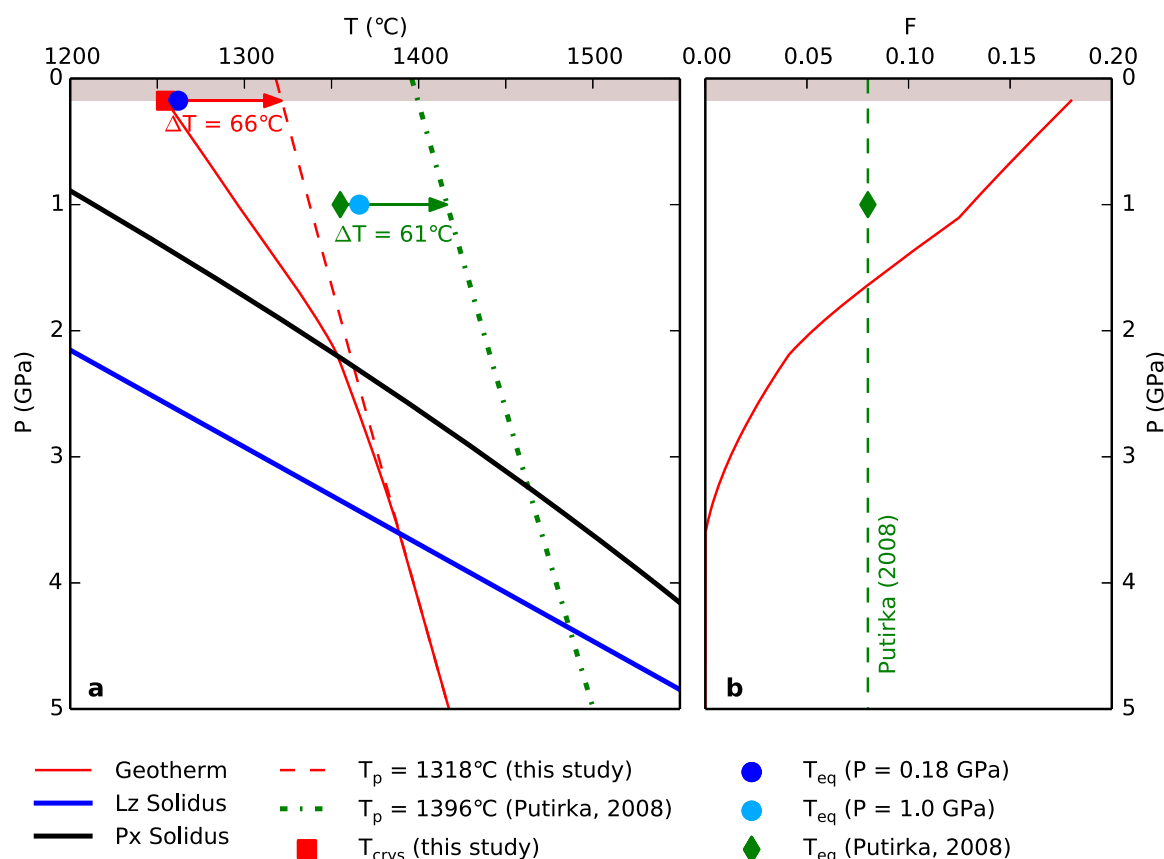 T (℃) F
1200 1300 1400 1500 0.00 0.05 0.10 0.15 0.20
0 0
ΔT = 66℃
1 1
ΔT = 61℃
2 2
P (GPa) P (GPa)
3 3
Putirka (2008)
4 4
a b
5 5
Geotherm T_p = 1318℃ (this study) T_eq (P = 0.18 GPa)
Lz Solidus T_p = 1396℃ (Putirka, 2008) T_eq (P = 1.0 GPa)
Px Solidus T_crys (this study) T_eq (Putirka, 2008)